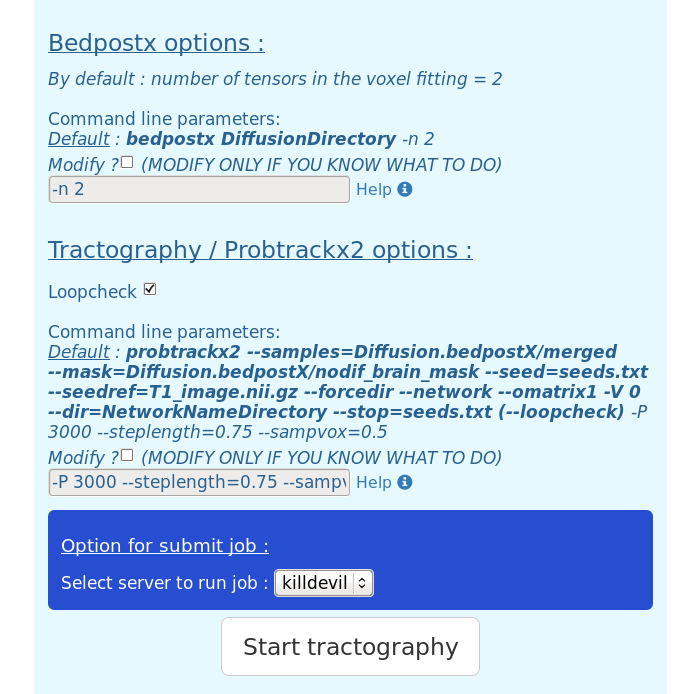 Bedpostx options :
By default : number of tensors in the voxel fitting = 2
Command line parameters:
Default : bedpostx DiffusionDirectory -n 2
Modify ? (MODIFY ONLY IF YOU KNOW WHAT TO DO)
-n 2 Help
Tractography / Probtrackx2 options :
Loopcheck
Command line parameters:
Default : probtrackx2 --samples=Diffusion.bedpostX/merged
--mask=Diffusion.bedpostX/nodif_brain_mask --seed=seeds.txt
--seedref=T1_image.nii.gz --forcedir --network --omatrix1 -V 0
--dir=NetworkNameDirectory --stop=seeds.txt (--loopcheck) -P
3000 --steplength=0.75 --sampvox=0.5
Modify ? (MODIFY ONLY IF YOU KNOW WHAT TO DO)
-P 3000 --steplength=0.75 --sampv Help
Option for submit job :
Select server to run job : killdevil
Start tractography